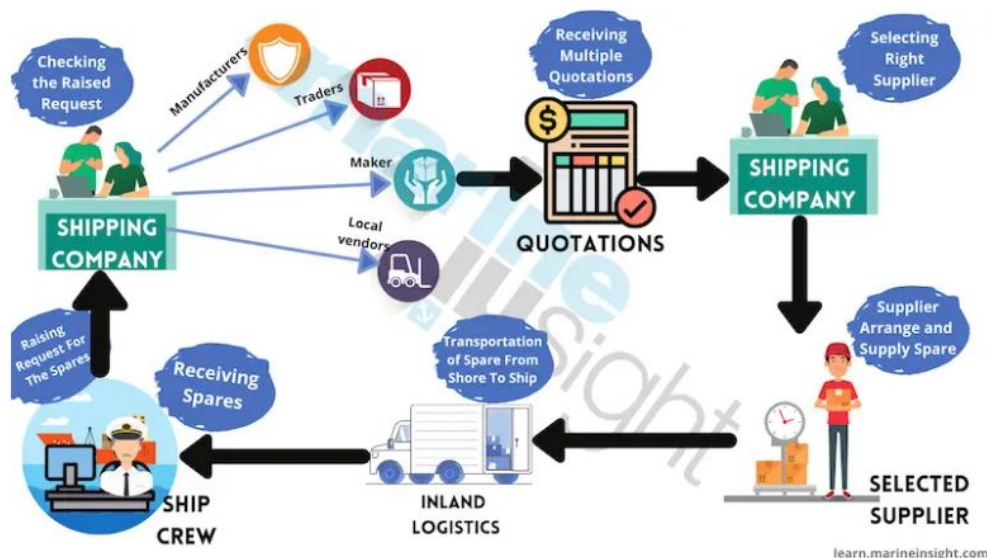 Checking
the Raised
Request
Manufacturers
Traders
Maker
Local
vendors
SHIPPING
COMPANY
Receiving
Multiple
Quotations
$
QUOTATIONS
Selecting
Right
Supplier
SHIPPING
COMPANY
Supplier
Arrange and
Supply Spare
SELECTED
SUPPLIER
Transportation
of Spare From
Shore To Ship
INLAND
LOGISTICS
Receiving
Spares
Raising
Request For
The Spares
SHIP
CREW
marine
insight
learn.marineinsight.com